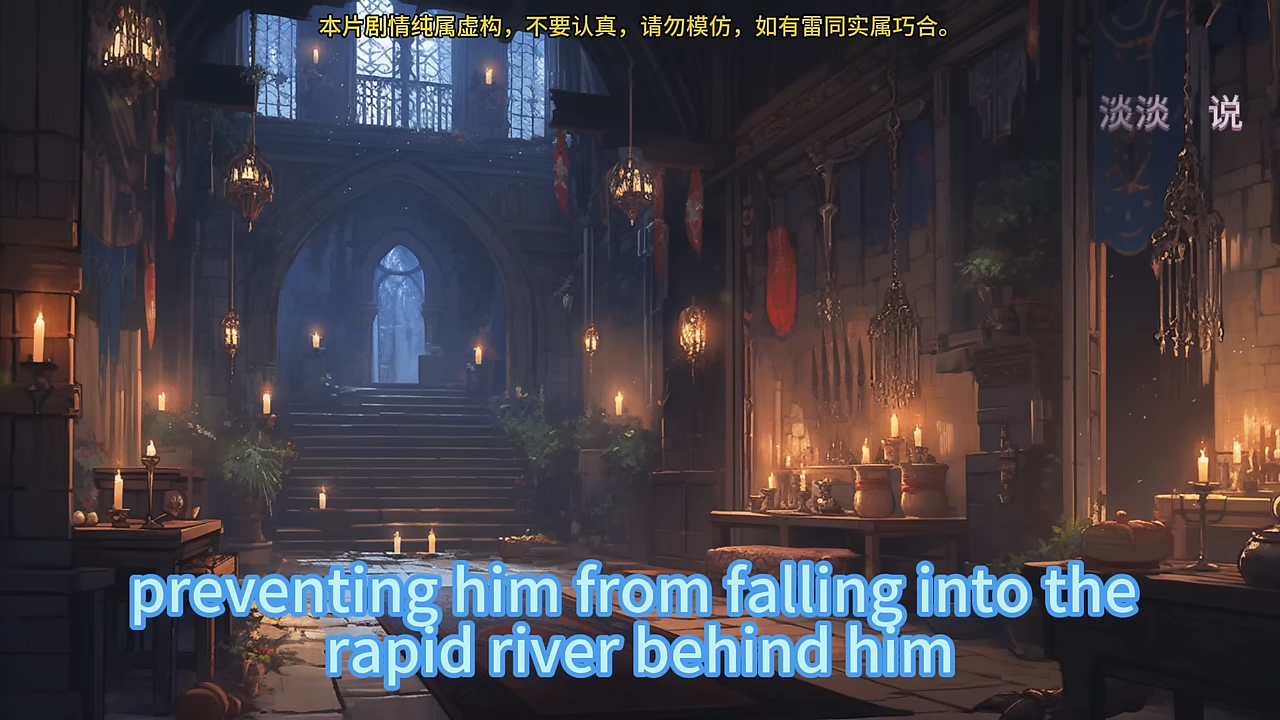 本片剧情纯属虚构，不要认真，请勿模仿，如有雷同实属巧合。
淡淡 说
preventing him from falling into the
rapid river behind him